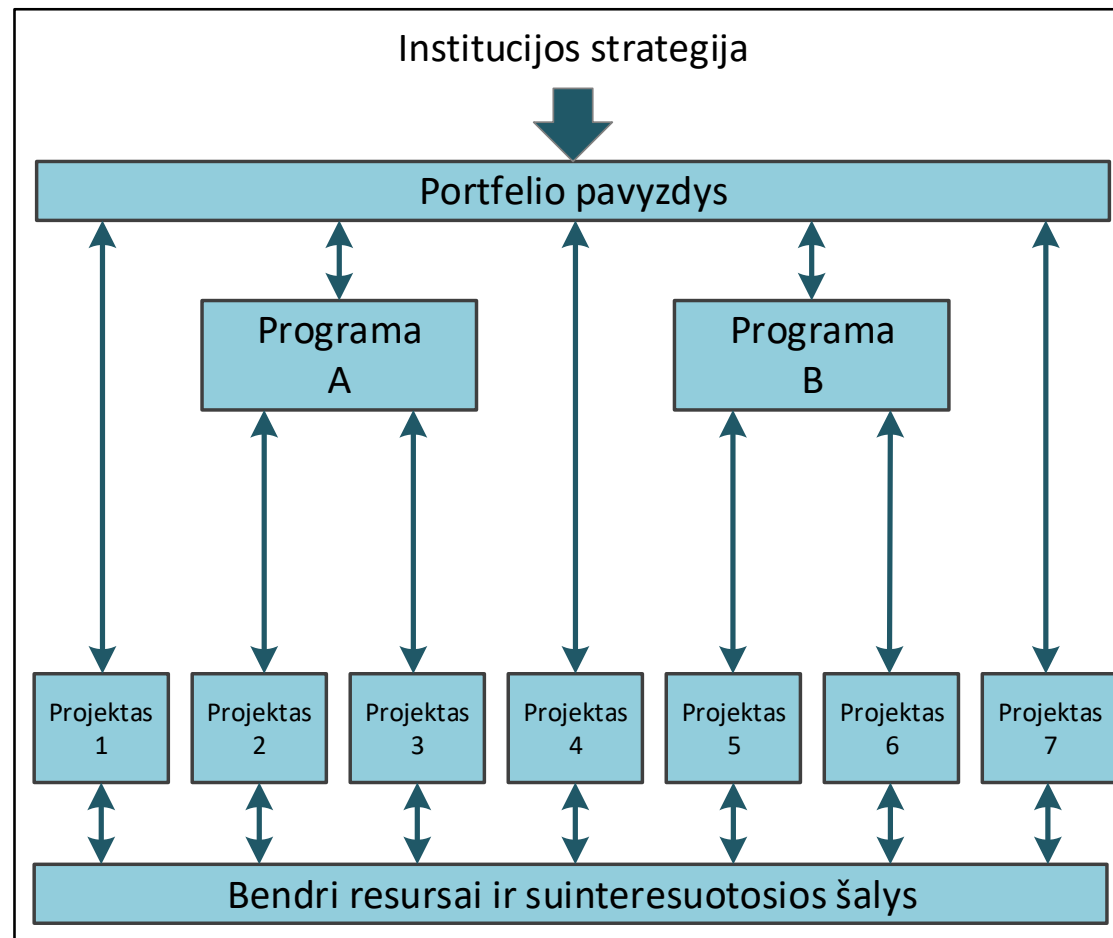 Institucijos strategija
Portfelio pavyzdys
Programa
A
Programa
B
Projektas
1
Projektas
2
Projektas
3
Projektas
4
Projektas
5
Projektas
6
Projektas
7
Bendri resursai ir suinteresuotosios šalys